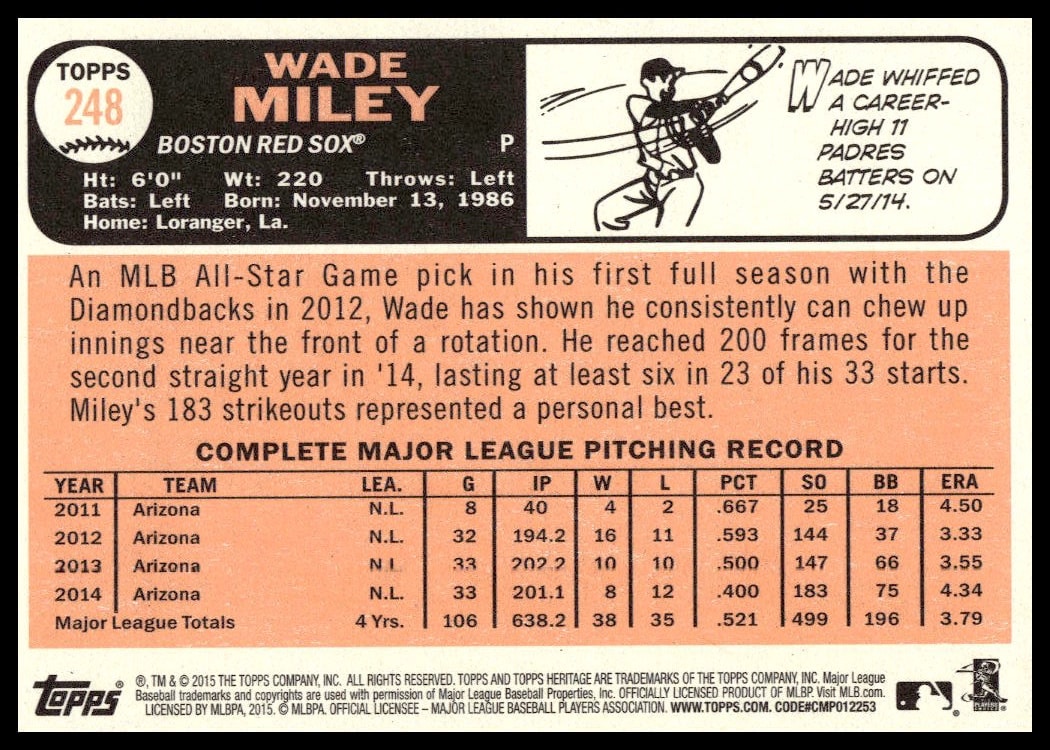 TOPPS
248
WADE
MILEY
BOSTON RED SOX® P
Ht: 6'0" Wt: 220 Throws: Left
Bats: Left Born: November 13, 1986
Home: Loranger, La.
WADE WHIFFED
A CAREER-
HIGH 11
PADRES
BATTERS ON
5/27/14.
An MLB All-Star Game pick in his first full season with the
Diamondbacks in 2012, Wade has shown he consistently can chew up
innings near the front of a rotation. He reached 200 frames for the
second straight year in '14, lasting at least six in 23 of his 33 starts.
Miley's 183 strikeouts represented a personal best.
COMPLETE MAJOR LEAGUE PITCHING RECORD
YEAR TEAM LEA. G IP W L PCT SO BB ERA
2011 Arizona N.L. 8 40 4 2 .667 25 18 4.50
2012 Arizona N.L. 32 194.2 16 11 .593 144 37 3.33
2013 Arizona N.L. 33 202.2 10 10 .500 147 66 3.55
2014 Arizona N.L. 33 201.1 8 12 .400 183 75 4.34
Major League Totals 4 Yrs. 106 638.2 38 35 .521 499 196 3.79
Topps®
®, TM & © 2015 THE TOPPS COMPANY, INC. ALL RIGHTS RESERVED. TOPPS AND TOPPS HERITAGE ARE TRADEMARKS OF THE TOPPS COMPANY, INC. Major League
Baseball trademarks and copyrights are used with permission of Major League Baseball Properties, Inc. OFFICIALLY LICENSED PRODUCT OF MLBP. Visit MLB.com.
LICENSED BY MLBPA, 2015. © MLBPA. OFFICIAL LICENSEE – MAJOR LEAGUE BASEBALL PLAYERS ASSOCIATION. WWW.TOPPS.COM. CODE#CMP012253